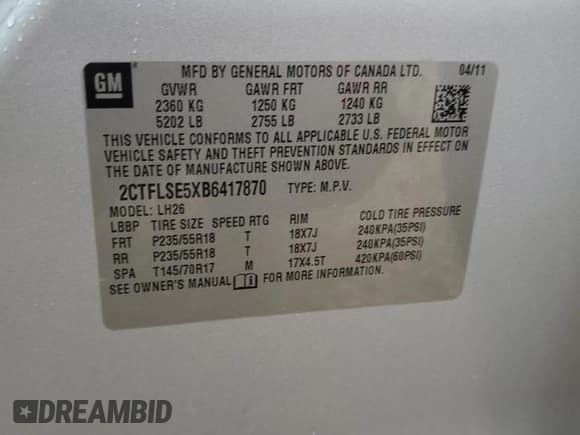 GM
MFD BY GENERAL MOTORS OF CANADA LTD. 04/11
GVWR GAWR FRT GAWR RR
2360 KG 1250 KG 1240 KG
5202 LB 2755 LB 2733 LB
THIS VEHICLE CONFORMS TO ALL APPLICABLE U.S. FEDERAL MOTOR
VEHICLE SAFETY AND THEFT PREVENTION STANDARDS IN EFFECT ON
THE DATE OF MANUFACTURE SHOWN ABOVE.
2CTFLSE5XB6417870 TYPE: M.P.V.
MODEL: LH26
LBBP TIRE SIZE SPEED RTG RIM COLD TIRE PRESSURE
FRT P235/55R18 T 18X7J 240KPA(35PSI)
RR P235/55R18 T 18X7J 240KPA(35PSI)
SPA T145/70R17 M 17X4.5T 420KPA(60PSI)
SEE OWNER'S MANUAL FOR MORE INFORMATION.
DREAMBID